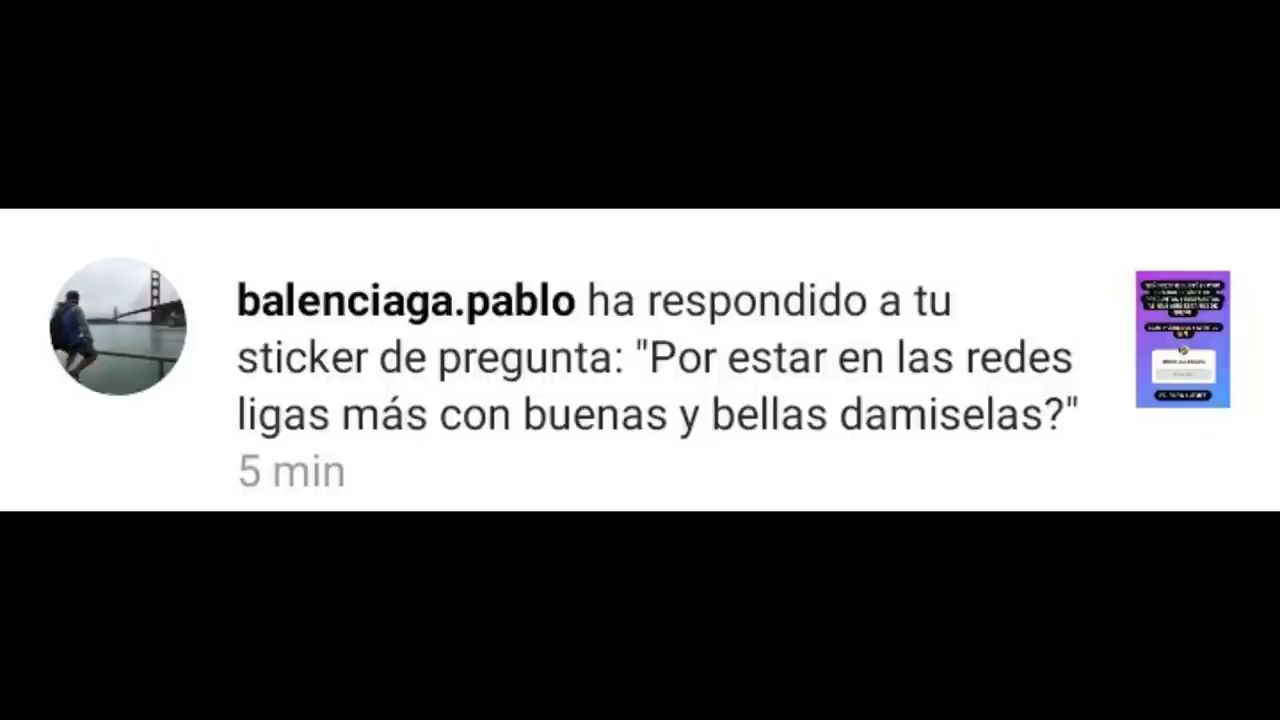 balenciaga.pablo ha respondido a tu
sticker de pregunta: "Por estar en las redes
ligas más con buenas y bellas damiselas?"
5 min